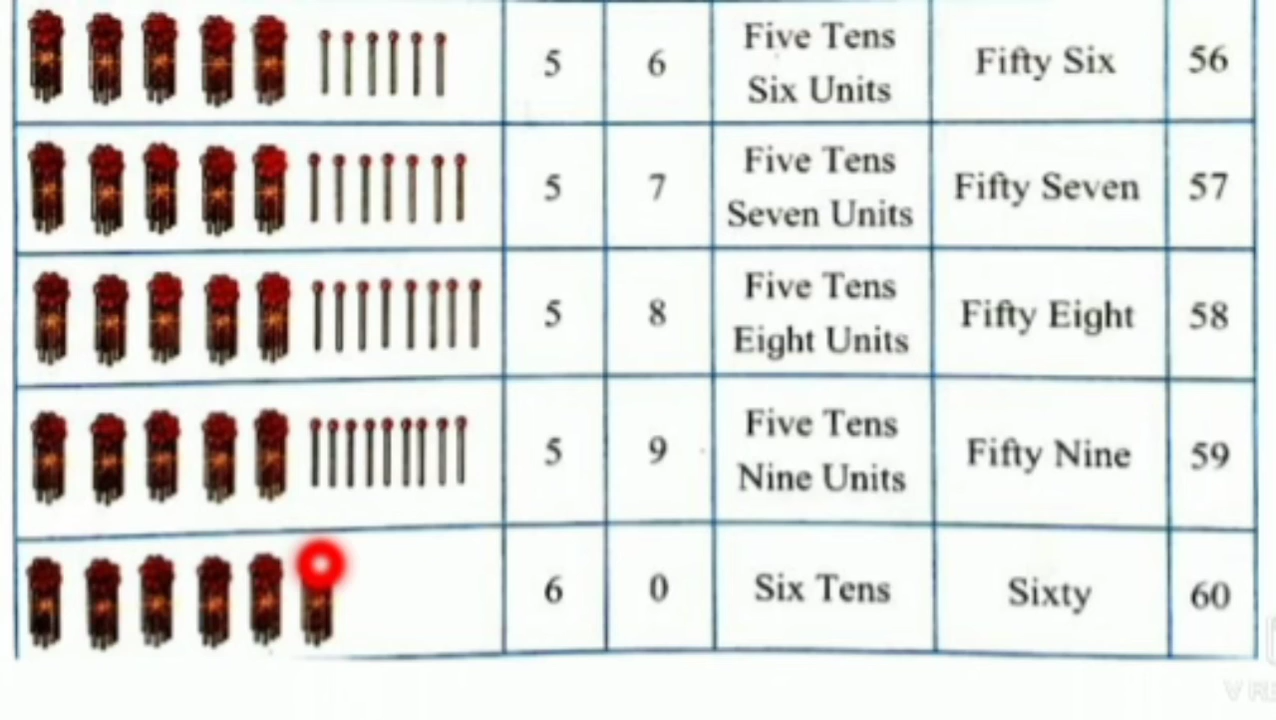 5 6 Five Tens Six Units Fifty Six 56
5 7 Five Tens Seven Units Fifty Seven 57
5 8 Five Tens Eight Units Fifty Eight 58
5 9 Five Tens Nine Units Fifty Nine 59
6 0 Six Tens Sixty 60